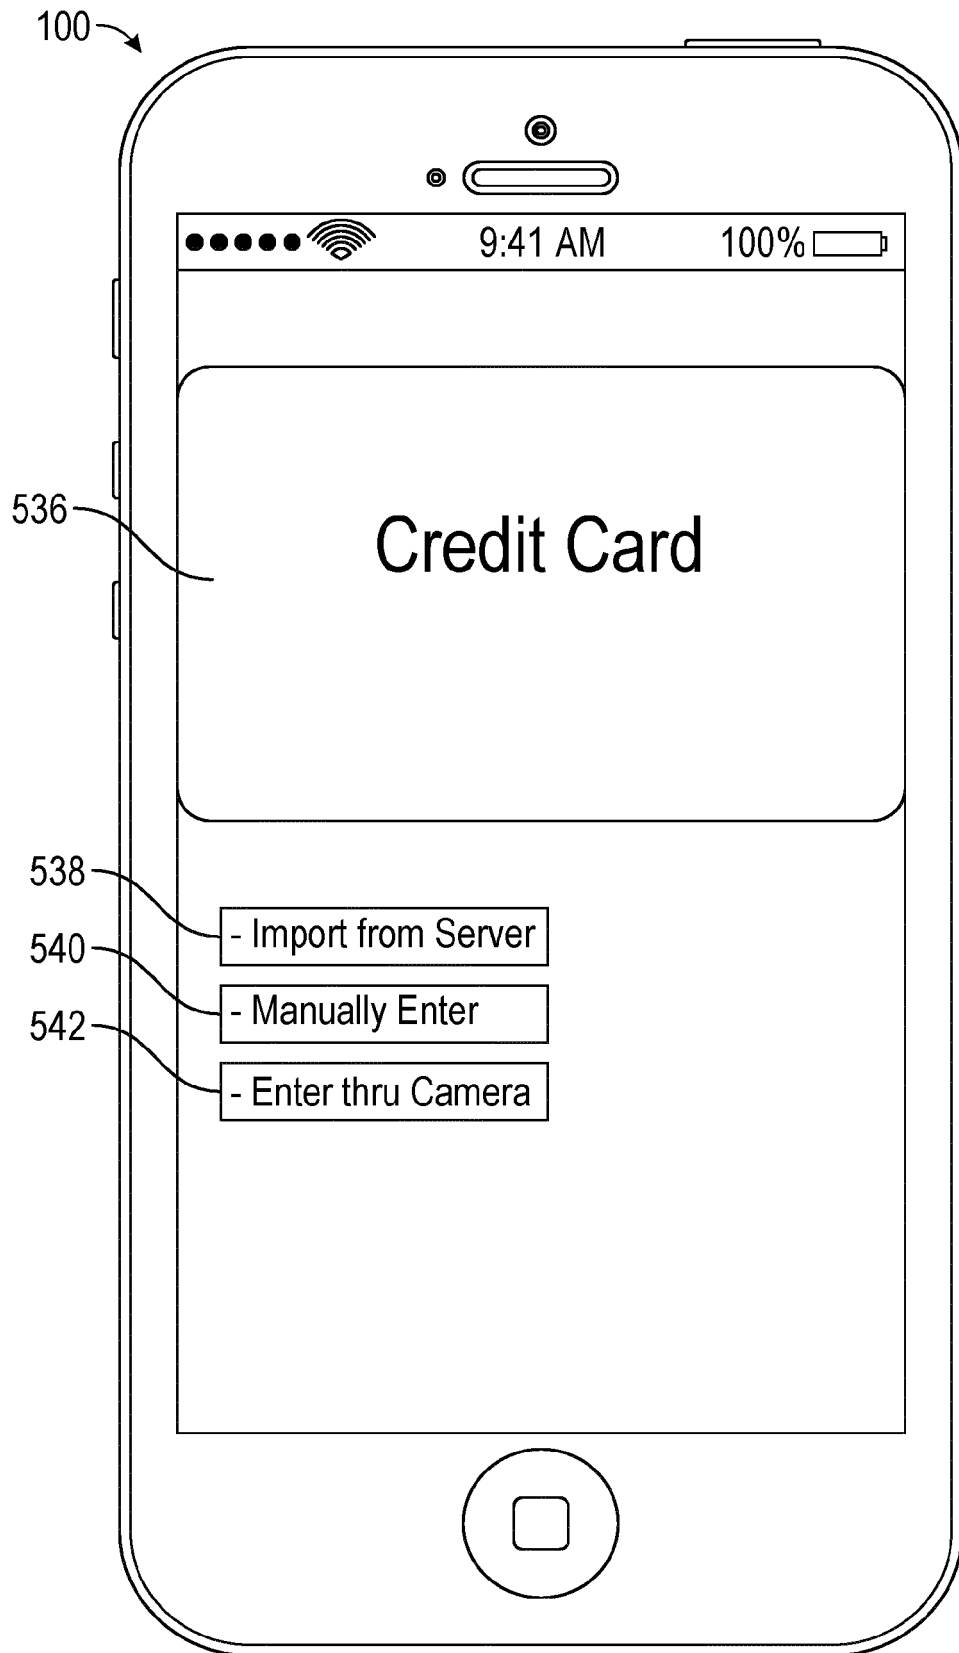 100
9:41 AM 100%
536
Credit Card
538
- Import from Server
540
- Manually Enter
542
- Enter thru Camera